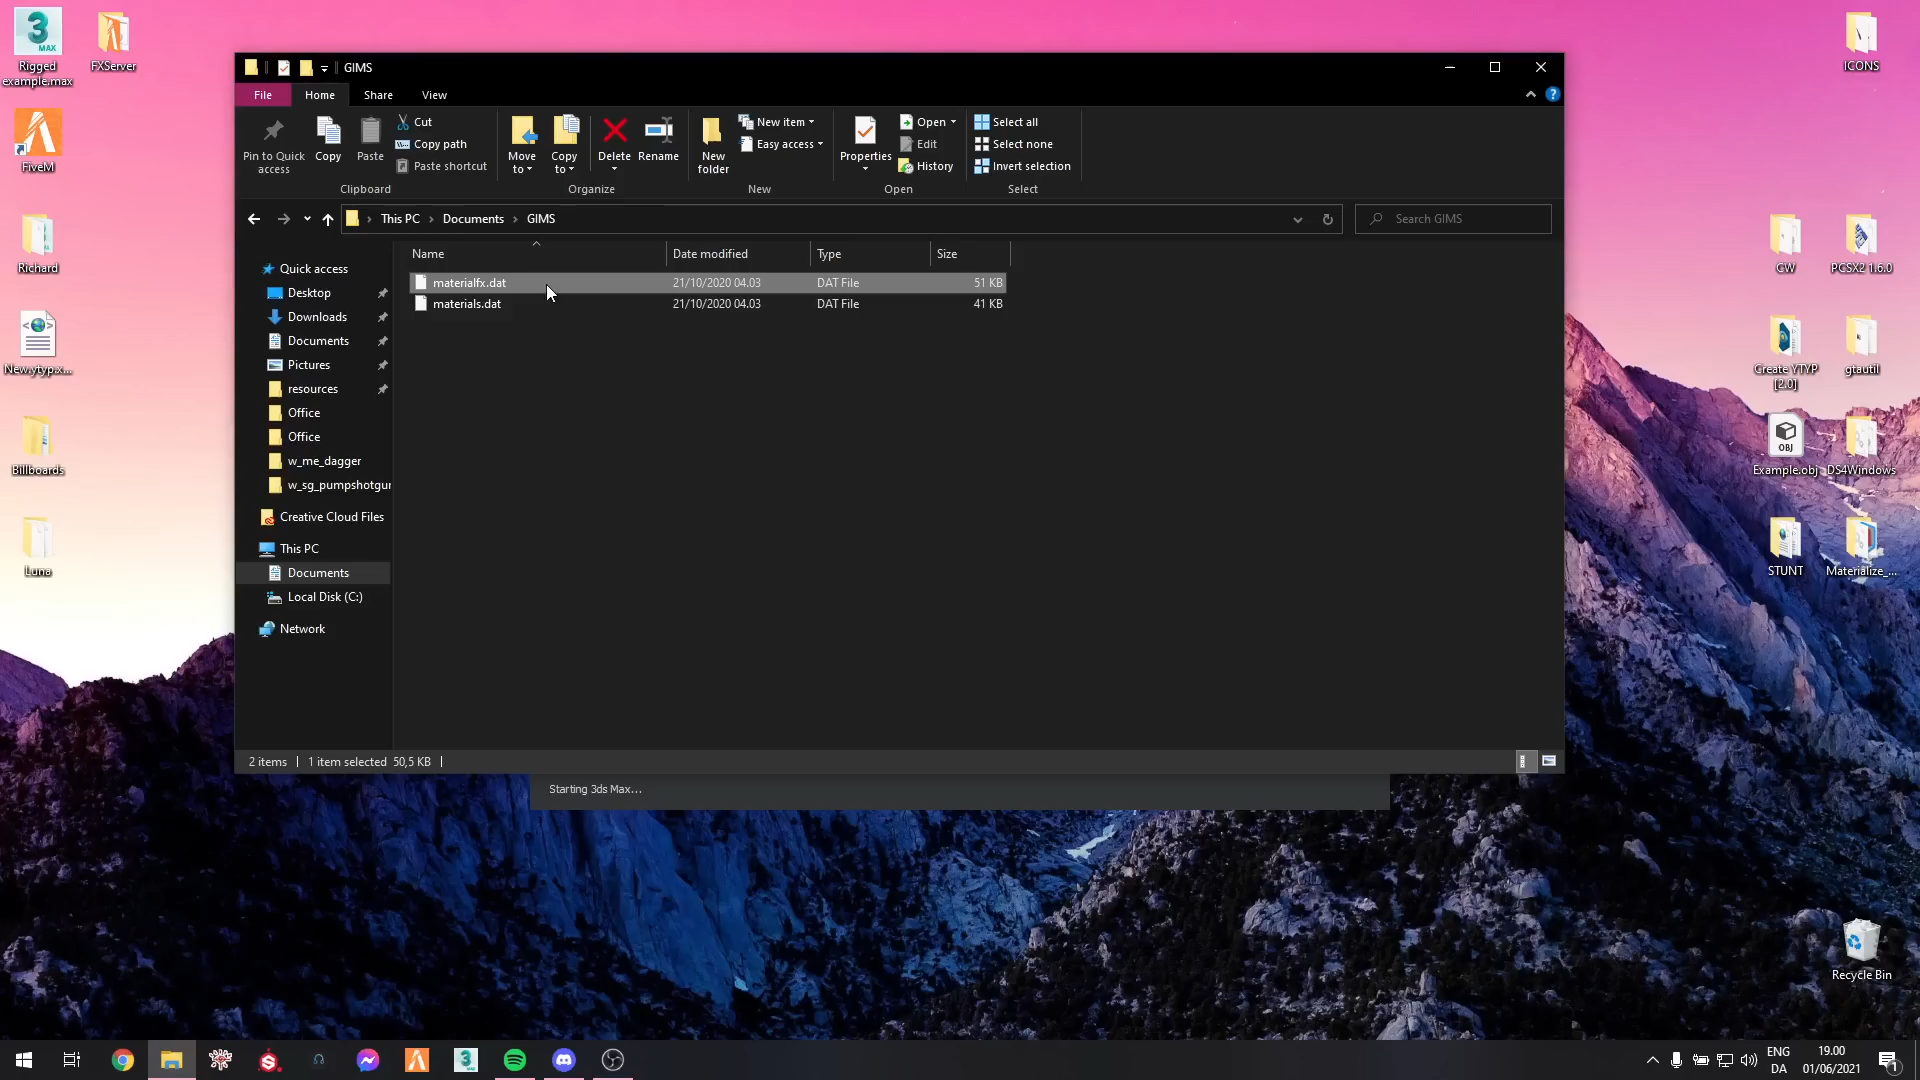 GIMS
File
Home
Share
View
Pin to Quick access
Copy
Paste
Cut
Copy path
Paste shortcut
Clipboard
Move to
Copy to
Delete
Rename
Organize
New folder
New item
Easy access
New
Properties
Open
Edit
History
Open
Select all
Select none
Invert selection
Select
This PC
Documents
GIMS
Search GIMS
Name
Date modified
Type
Size
materialfx.dat
21/10/2020 04.03
DAT File
51 KB
materials.dat
21/10/2020 04.03
DAT File
41 KB
Quick access
Desktop
Downloads
Documents
Pictures
resources
Office
Office
w_me_dagger
w_sg_pumpshotgun
Creative Cloud Files
This PC
Documents
Local Disk (C:)
Network
2 items
1 item selected 50,5 KB
Starting 3ds Max...
3
MAX
Rigged
example.max
FXServer
FiveM
Richard
New.ytyp.x...
Billboards
Luna
ICONS
CW
PCSX2 1.6.0
Create YTYP
[2.0]
gtautil
OBJ
Example.obj
DS4Windows
STUNT
Materialize_...
Recycle Bin
ENG
DA
19.00
01/06/2021
1